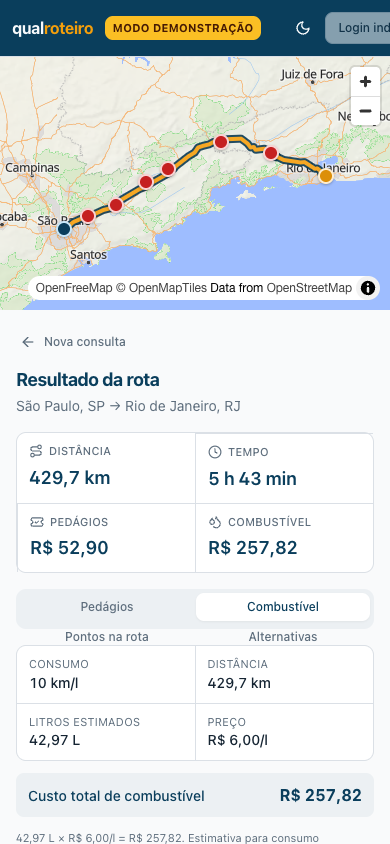 qualroteiro MODO DEMONSTRAÇÃO Login ind
Juiz de Fora
Campinas
Rio
São
Santos
OpenFreeMap © OpenMapTiles Data from OpenStreetMap
Nova consulta
Resultado da rota
São Paulo, SP → Rio de Janeiro, RJ
DISTÂNCIA TEMPO
429,7 km 5 h 43 min
PEDÁGIOS COMBUSTÍVEL
R$ 52,90 R$ 257,82
Pedágios Combustível
Pontos na rota Alternativas
CONSUMO DISTÂNCIA
10 km/l 429,7 km
LITROS ESTIMADOS PREÇO
42,97 L R$ 6,00/l
Custo total de combustível R$ 257,82
42,97 L × R$ 6,00/l = R$ 257,82. Estimativa para consumo